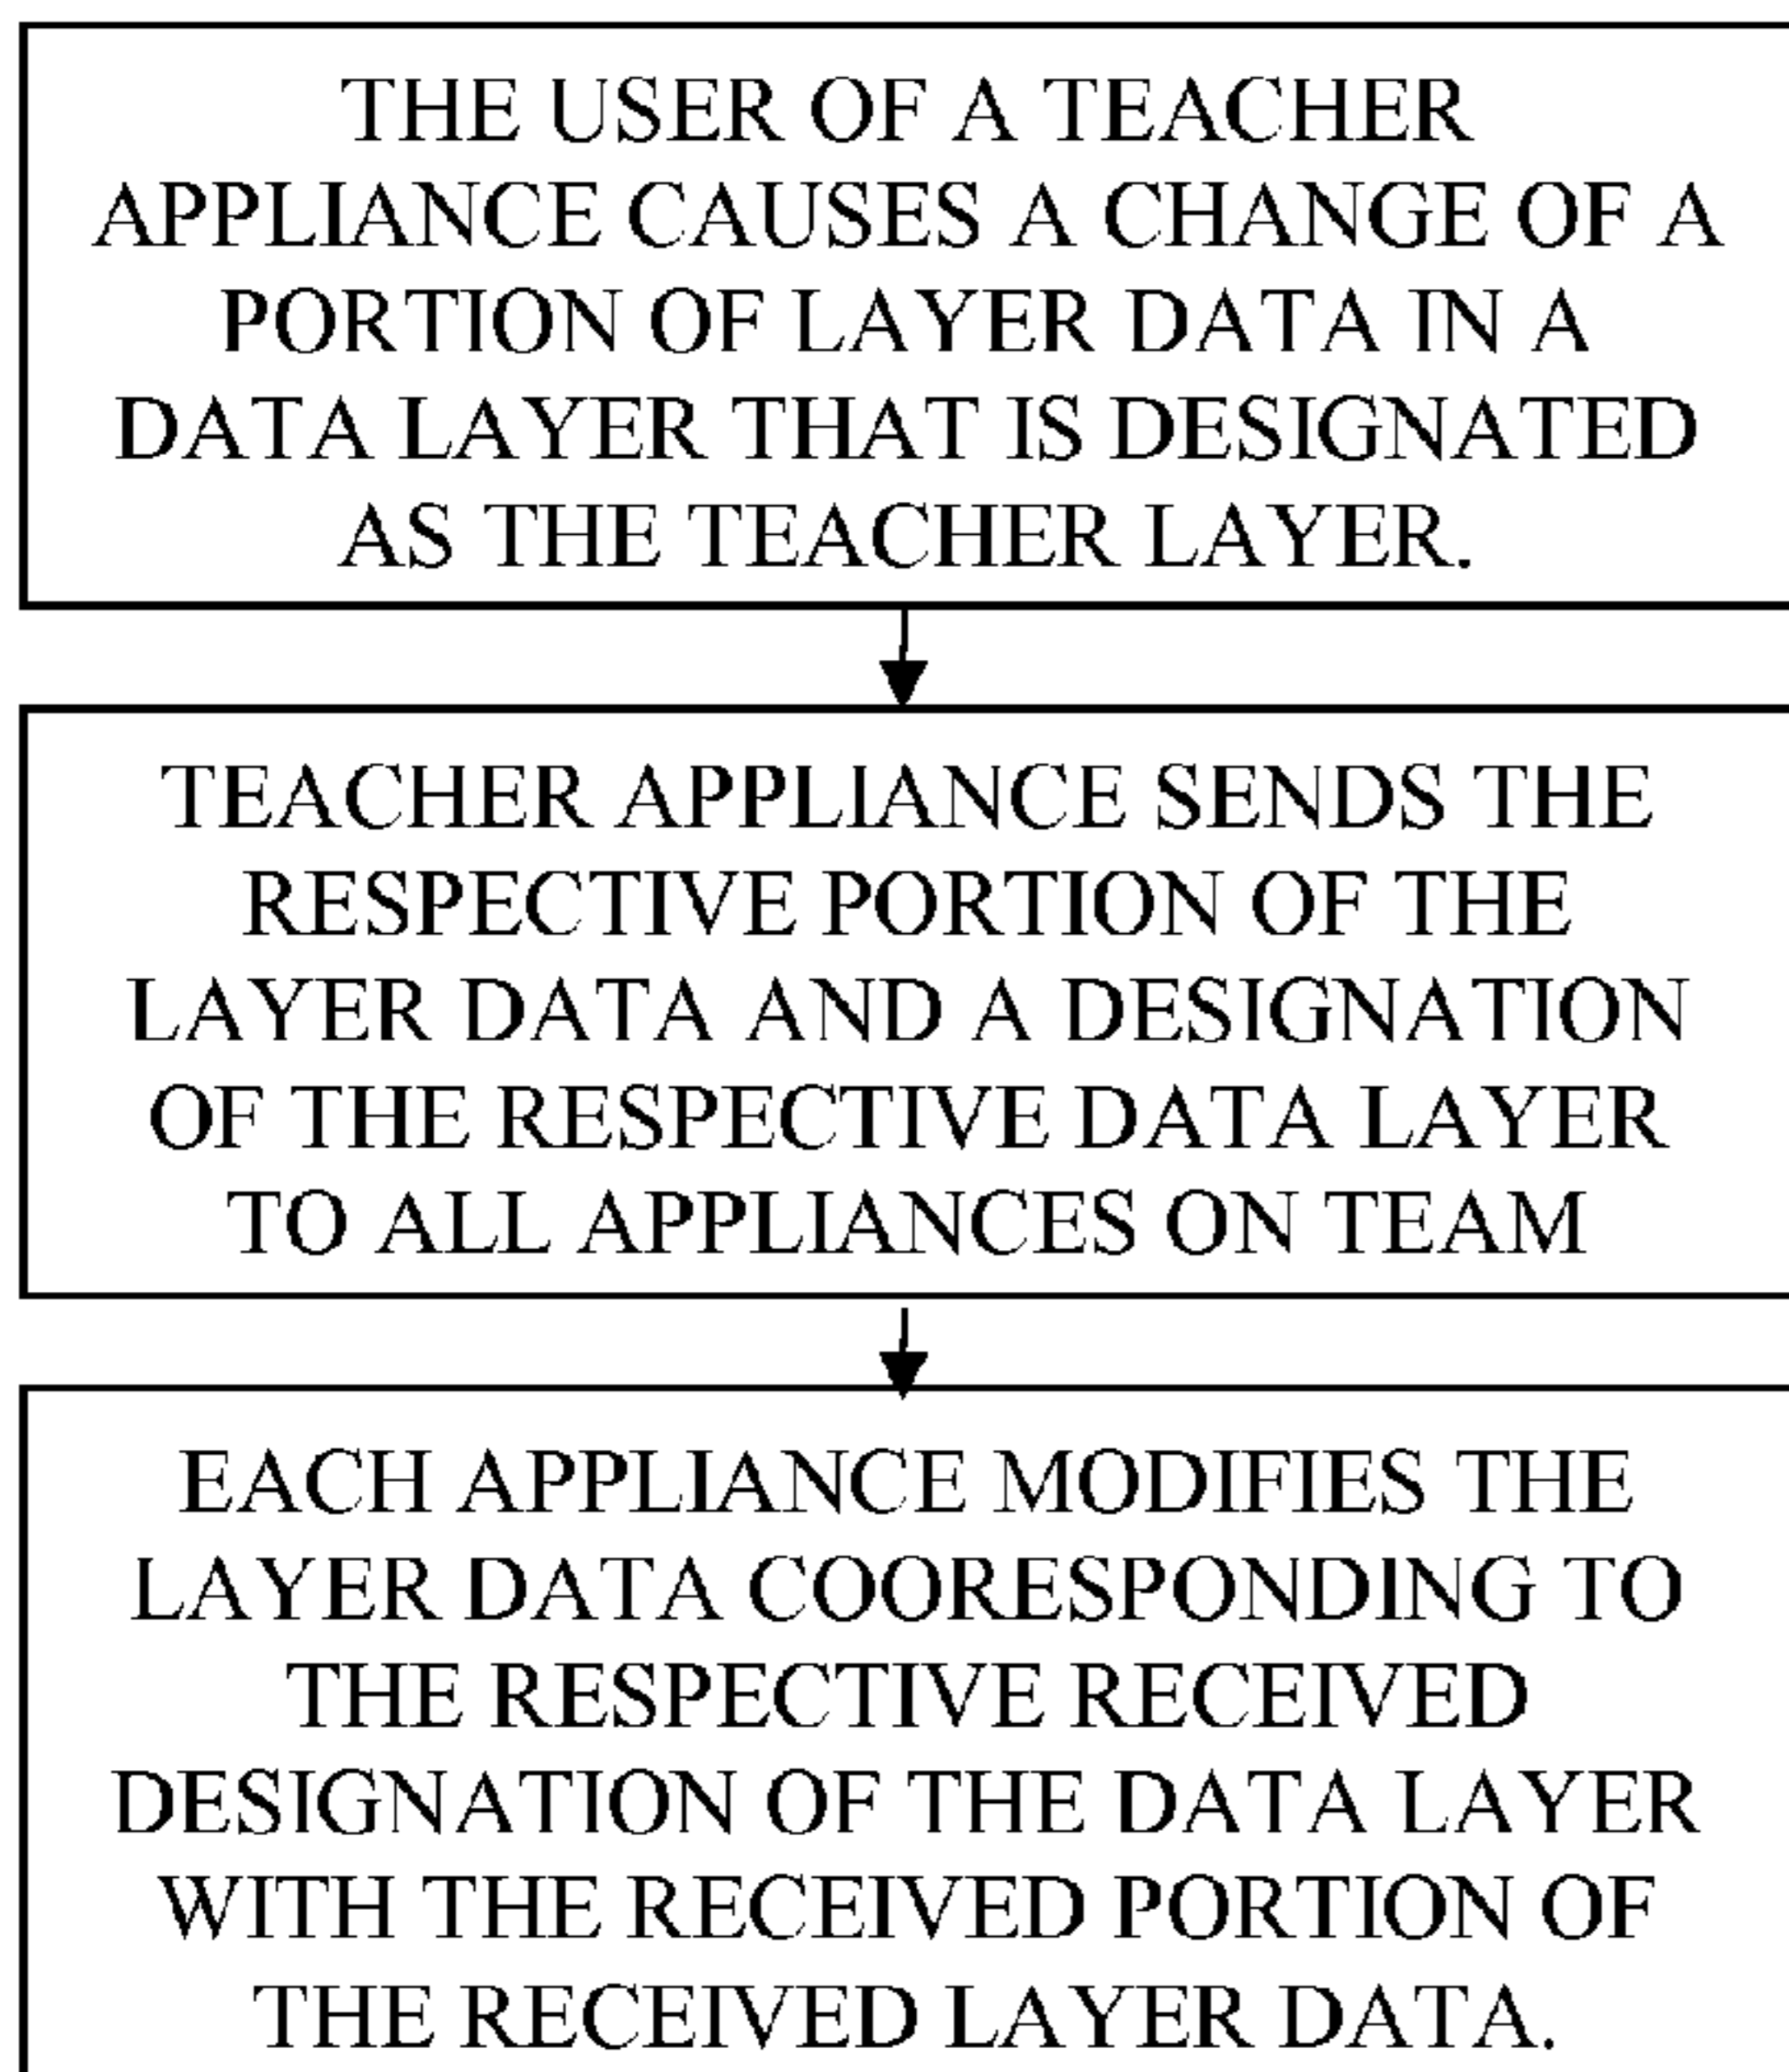 THE USER OF A TEACHER
APPLIANCE CAUSES A CHANGE OF A
PORTION OF LAYER DATA IN A
DATA LAYER THAT IS DESIGNATED
AS THE TEACHER LAYER.
TEACHER APPLIANCE SENDS THE
RESPECTIVE PORTION OF THE
LAYER DATA AND A DESIGNATION
OF THE RESPECTIVE DATA LAYER
TO ALL APPLIANCES ON TEAM
EACH APPLIANCE MODIFIES THE
LAYER DATA COORESPONDING TO
THE RESPECTIVE RECEIVED
DESIGNATION OF THE DATA LAYER
WITH THE RECEIVED PORTION OF
THE RECEIVED LAYER DATA.